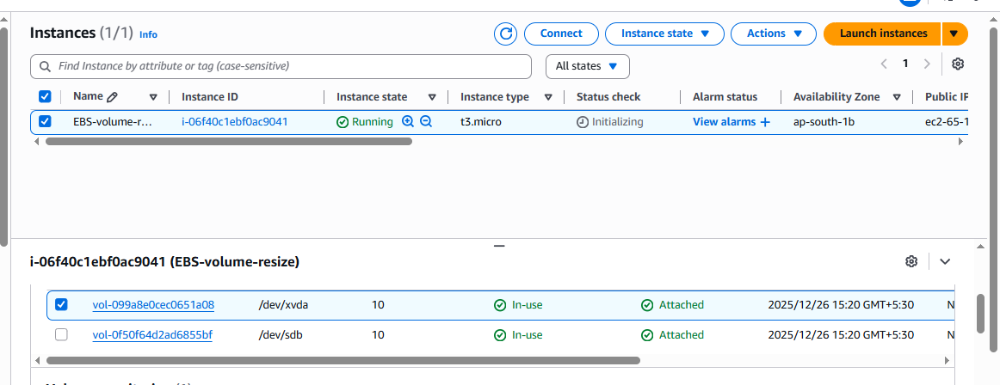 Instances (1/1) Info Connect Instance state Actions Launch instances
Find Instance by attribute or tag (case-sensitive) All states 1
Name Instance ID Instance state Instance type Status check Alarm status Availability Zone Public IP
EBS-volume-r... i-06f40c1ebf0ac9041 Running t3.micro Initializing View alarms + ap-south-1b ec2-65-1
i-06f40c1ebf0ac9041 (EBS-volume-resize)
vol-099a8e0cec0651a08 /dev/xvda 10 In-use Attached 2025/12/26 15:20 GMT+5:30 N
vol-0f50f64d2ad6855bf /dev/sdb 10 In-use Attached 2025/12/26 15:20 GMT+5:30 N